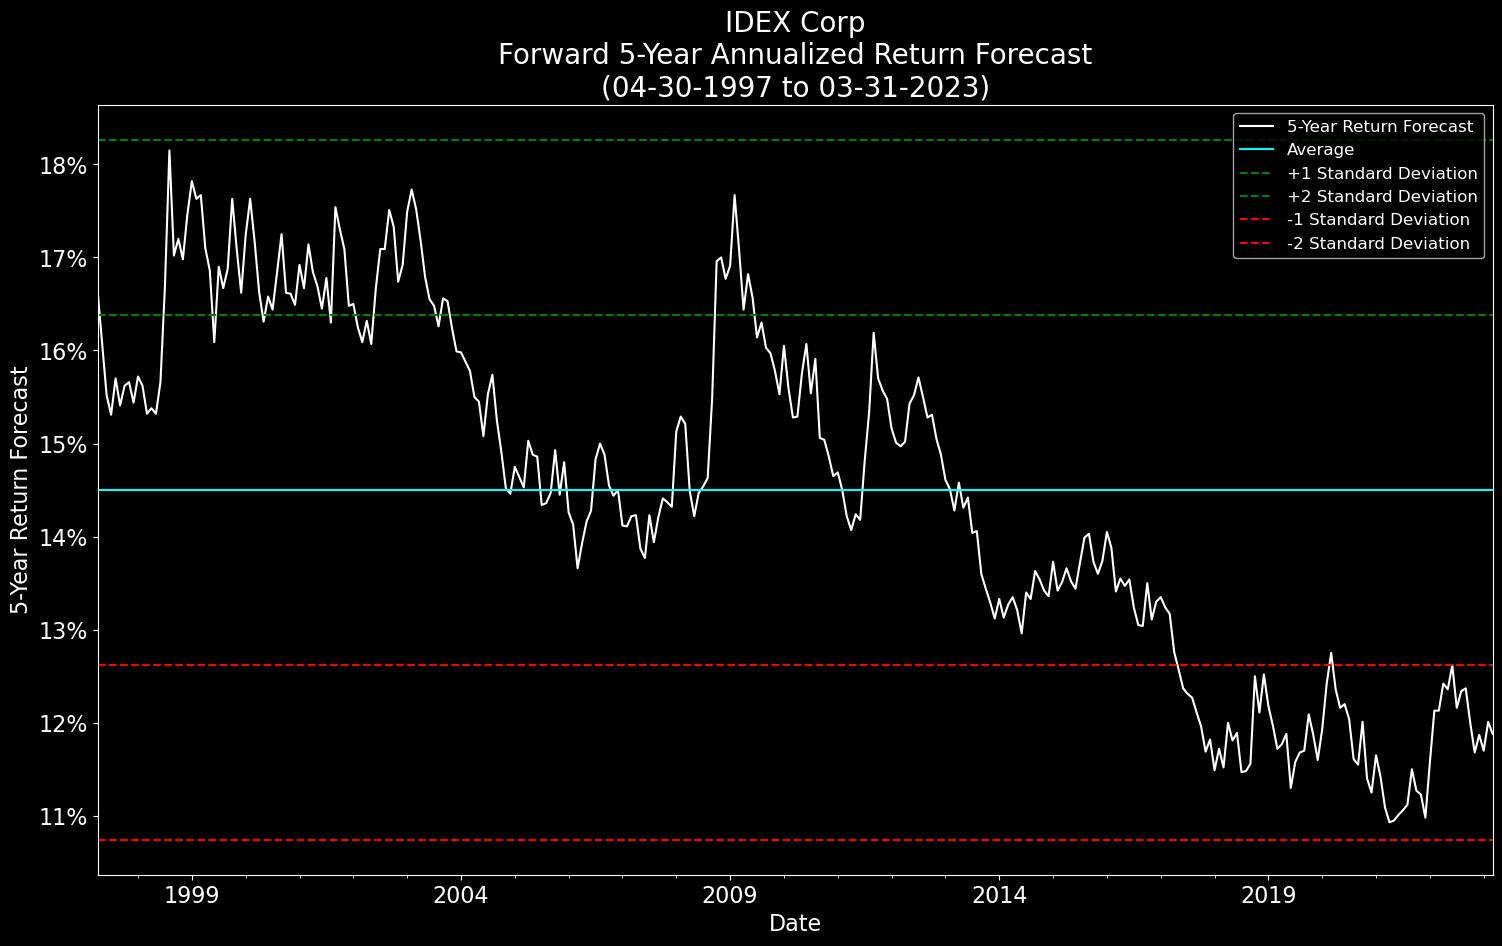 IDEX Corp
Forward 5-Year Annualized Return Forecast
(04-30-1997 to 03-31-2023)
5-Year Return Forecast
Average
+1 Standard Deviation
+2 Standard Deviation
-1 Standard Deviation
-2 Standard Deviation
18%
17%
16%
15%
14%
13%
12%
11%
5-Year Return Forecast
1999
2004
2009
2014
2019
Date